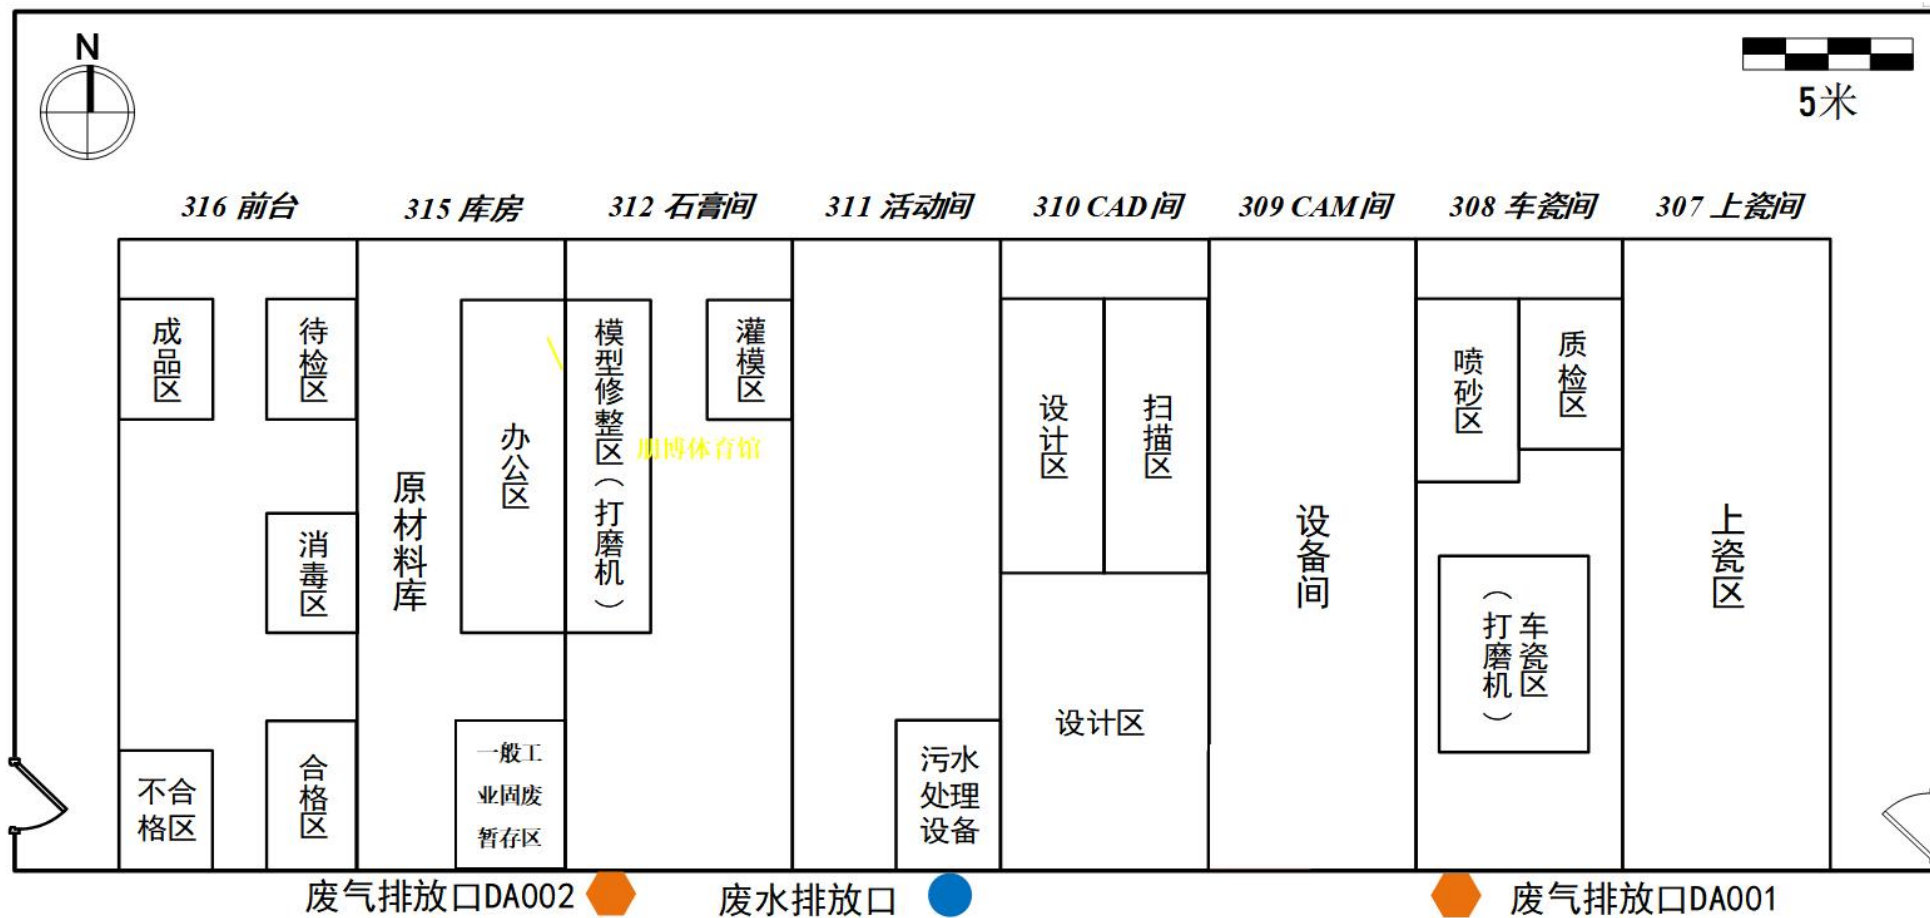 N
5米
316 前台
315 库房
312 石膏间
311 活动间
310 CAD间
309 CAM间
308 车瓷间
307 上瓷间
成品区
待检区
消毒区
不合
格区
合格区
原材料库
办公区
一般工
业固废
暂存区
模型修整区（打磨机）
灌模区
朋博体育馆
污水
处理
设备
设计区
扫描区
设计区
设备间
喷砂区
质检区
车瓷区
（打磨机）
上瓷区
废气排放口DA002
废水排放口
废气排放口DA001